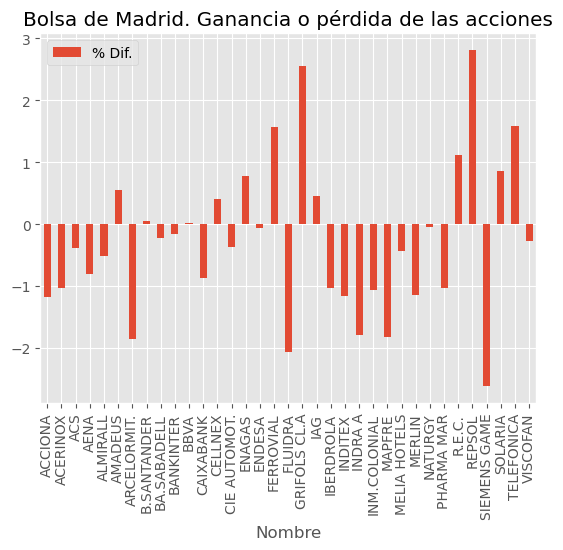 Bolsa de Madrid. Ganancia o pérdida de las acciones
% Dif.
3
2
1
0
−1
−2
ACCIONA
ACERINOX
ACS
AENA
ALMIRALL
AMADEUS
ARCELORMIT.
B.SANTANDER
BA.SABADELL
BANKINTER
BBVA
CAIXABANK
CELLNEX
CIE AUTOMOT.
ENAGAS
ENDESA
FERROVIAL
FLUIDRA
GRIFOLS CL.A
IAG
IBERDROLA
INDITEX
INDRA A
INM.COLONIAL
MAPFRE
MELIA HOTELS
MERLIN
NATURGY
PHARMA MAR
R.E.C.
REPSOL
SIEMENS GAME
SOLARIA
TELEFONICA
VISCOFAN
Nombre